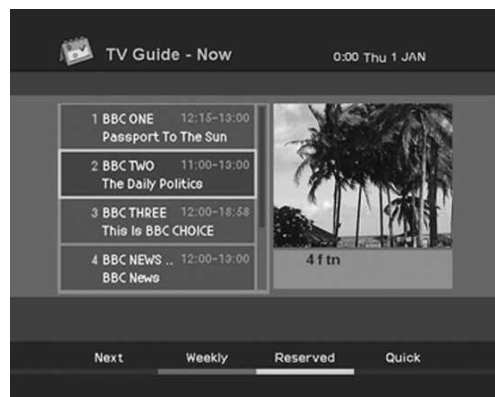 TV Guide - Now
0:00 Thu 1 JAN
1 BBC ONE 12:15-13:00
Passport To The Sun
2 BBC TWO 11:00-13:00
The Daily Politics
3 BBC THREE 12:00-18:58
This Is BBC CHOICE
4 BBC NEWS .. 12:00-13:00
BBC News
4 f tn
Next Weekly Reserved Quick